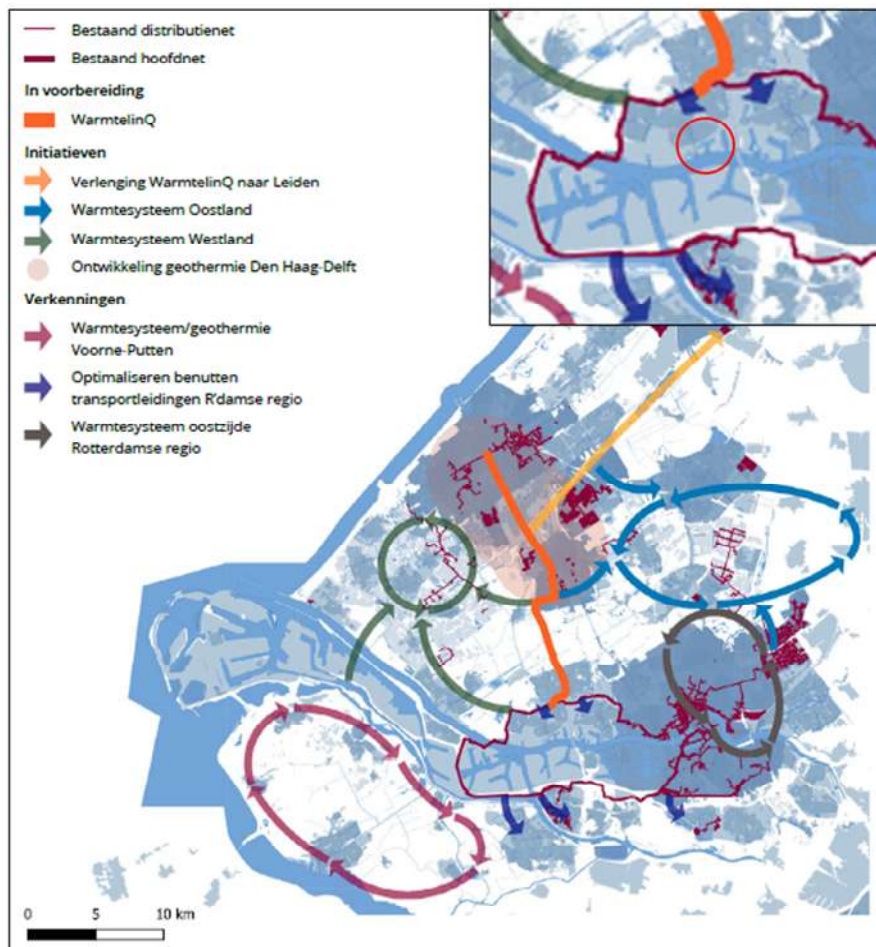 Bestaand distributienet
Bestaand hoofdnet
In voorbereiding
WarmtelinQ
Initiatieven
Verlenging WarmtelinQ naar Leiden
Warmtesysteem Oostland
Warmtesysteem Westland
Ontwikkeling geothermie Den Haag-Delft
Verkenningen
Warmtesysteem/geothermie
Voorne-Putten
Optimaliseren benutten
transportleidingen R'damse regio
Warmtesysteem oostzijde
Rotterdamse regio
0 5 10 km